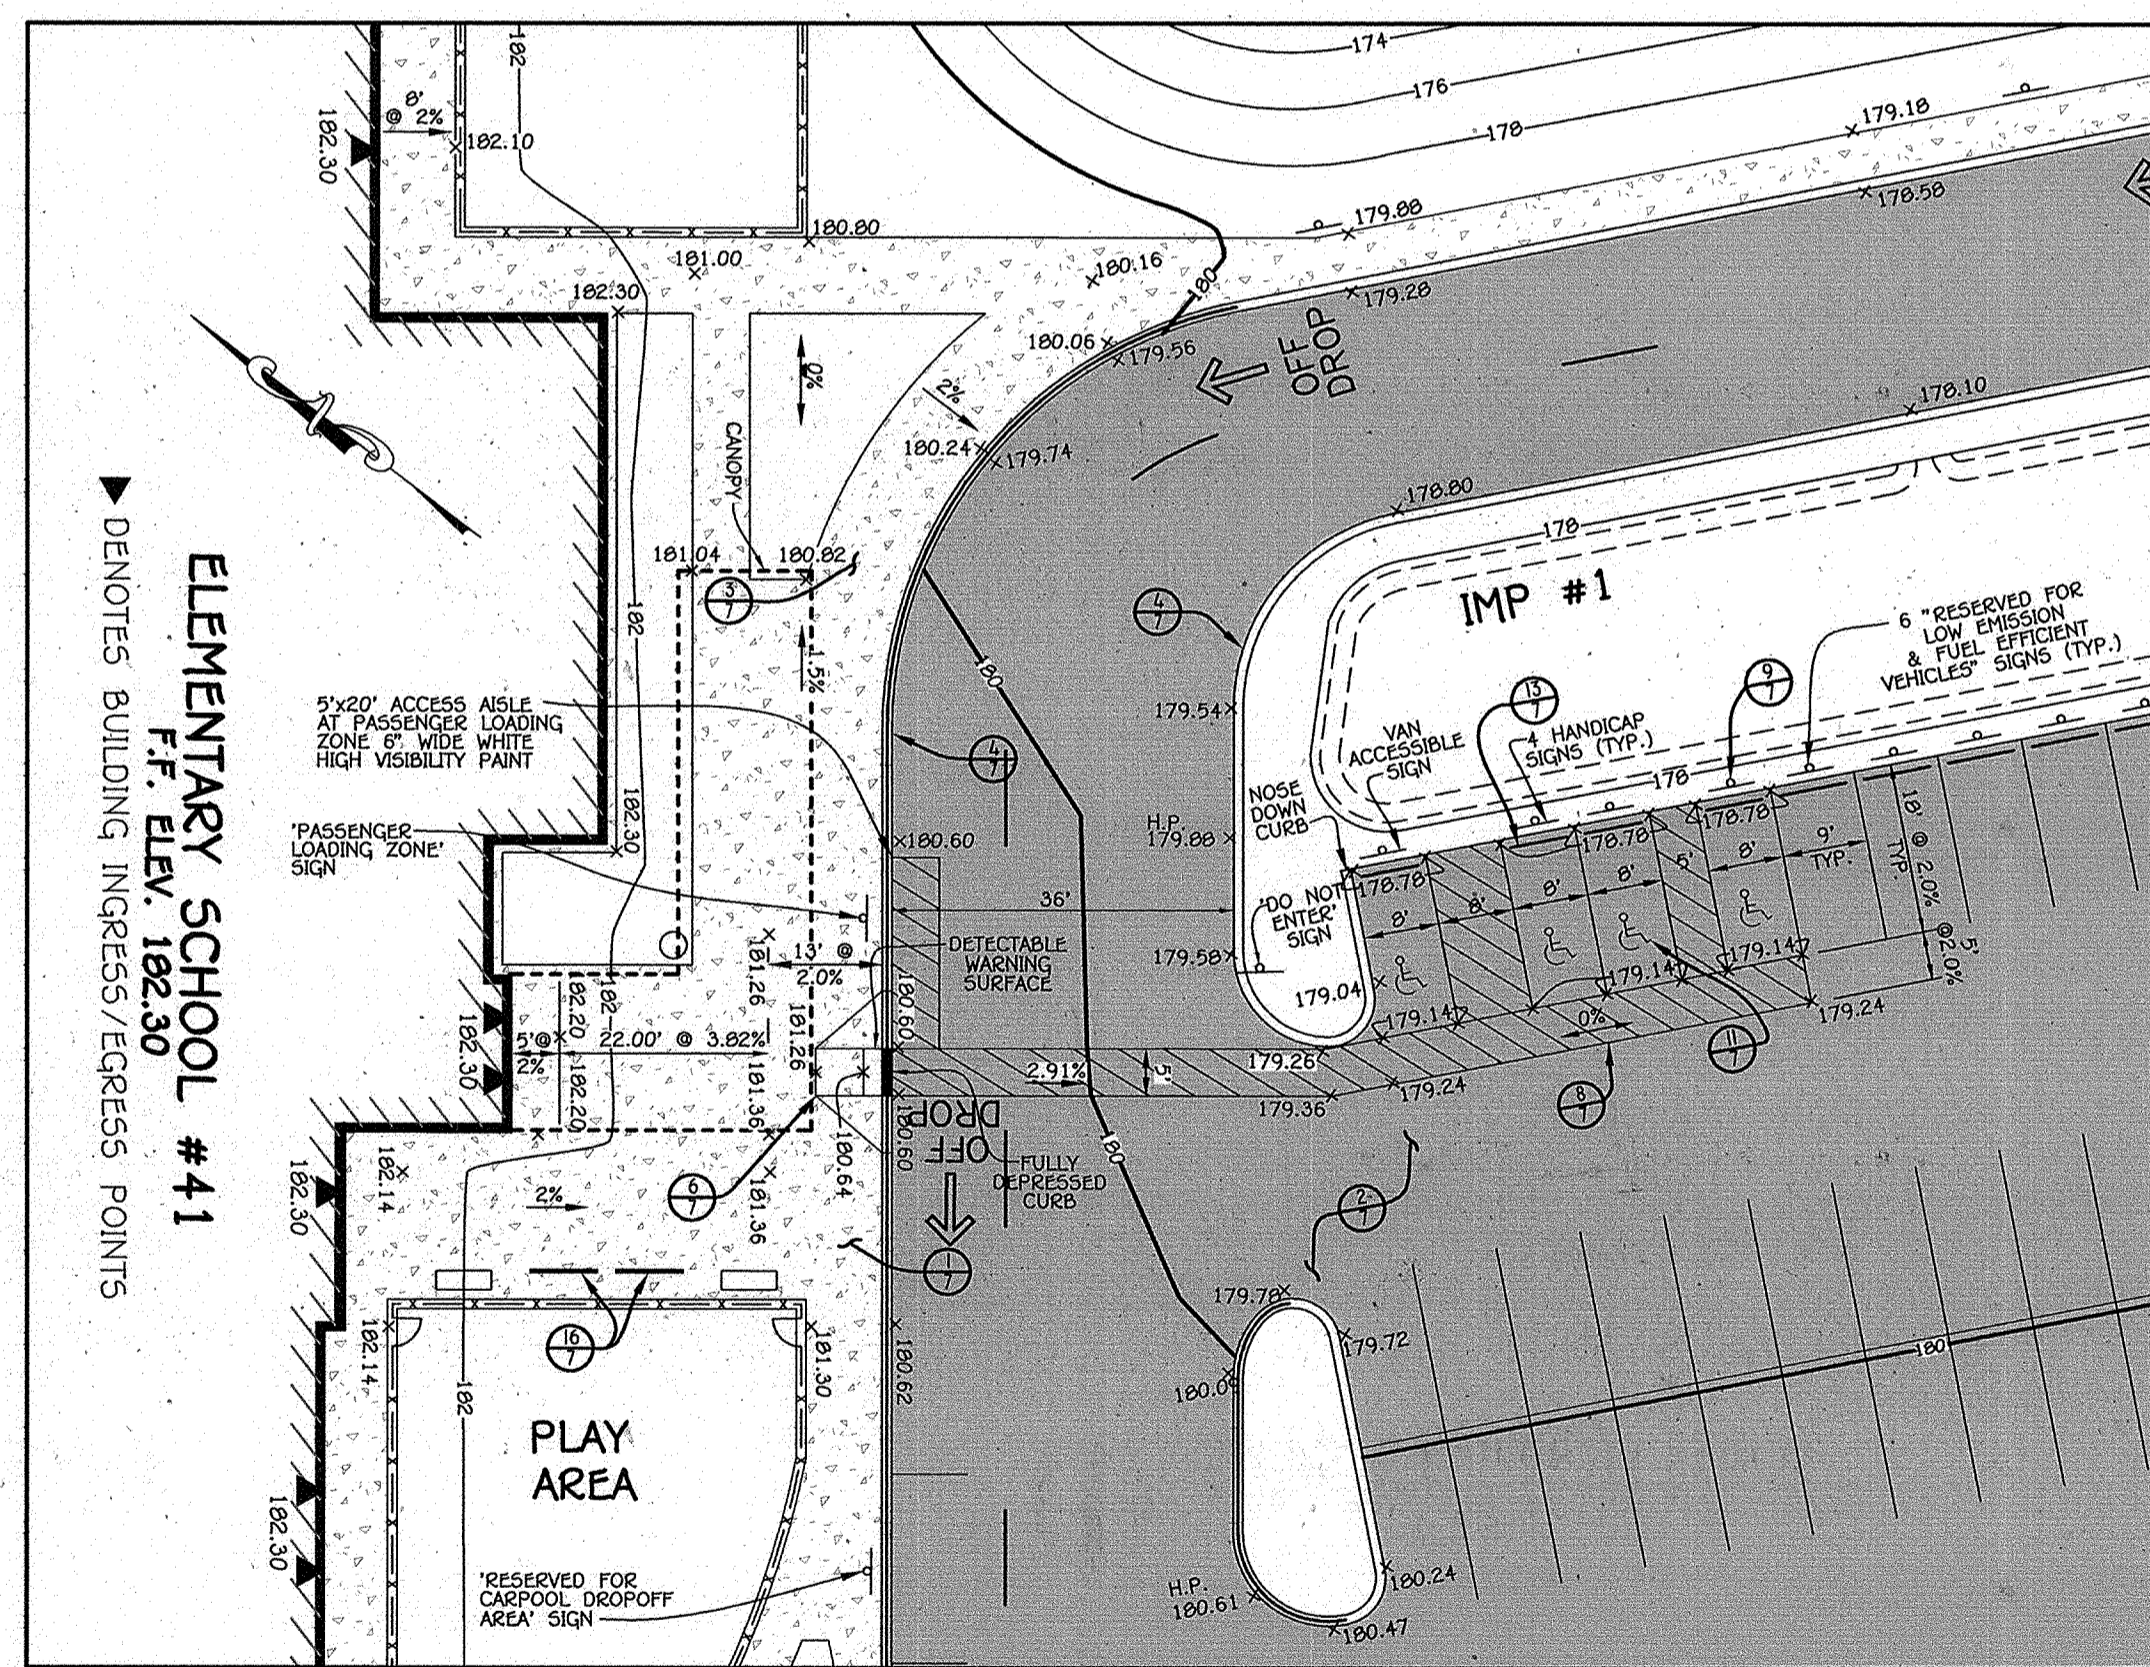 174
176
178
179.18
178.58
182
8'
@ 2%
182.30
182.10
180.80
179.88
181.00
180.16
180
179.28
182.30
180.06
179.56
OFF
DROP
0%
2%
178.10
180.24
179.74
CANOPY
178.80
178
181.04
180.82
3
7
IMP #1
4
7
182
180
1.5%
6 "RESERVED FOR
LOW EMISSION
& FUEL EFFICIENT
VEHICLES" SIGNS (TYP.)
9
7
13
7
4 HANDICAP
SIGNS (TYP.)
VAN
ACCESSIBLE
SIGN
178
5'x20' ACCESS AISLE
AT PASSENGER LOADING
ZONE 6" WIDE WHITE
HIGH VISIBILITY PAINT
179.54
4
7
NOSE
DOWN
CURB
182.30
'PASSENGER
LOADING ZONE'
SIGN
180.60
H.P.
179.88
178.78
178.78
178.78
18' @ 2.0%
TYP.
9'
TYP.
8'
5'
8'
8'
8'
8'
5'
@2.0%
36'
'DO NOT
ENTER'
SIGN
DETECTABLE
WARNING
SURFACE
179.58
179.04
179.14
179.14
179.14
179.24
0%
11
7
13' @
2.0%
181.26
181.26
180.60
182.30
182.20
182
5'@
2%
22.00' @ 3.82%
182.20
181.36
179.26
2.91%
5'
179.24
179.36
8
7
DROP
OFF
180.60
180.64
FULLY
DEPRESSED
CURB
180
6
7
2
7
182.30
182.14
2%
181.36
1
7
179.78
179.72
16
7
182.14
181.30
180.62
180
182
PLAY
AREA
182.30
'RESERVED FOR
CARPOOL DROPOFF
AREA' SIGN
H.P.
180.61
180.24
180.47
ELEMENTARY SCHOOL #41
F.F. ELEV. 182.30
DENOTES BUILDING INGRESS/EGRESS POINTS